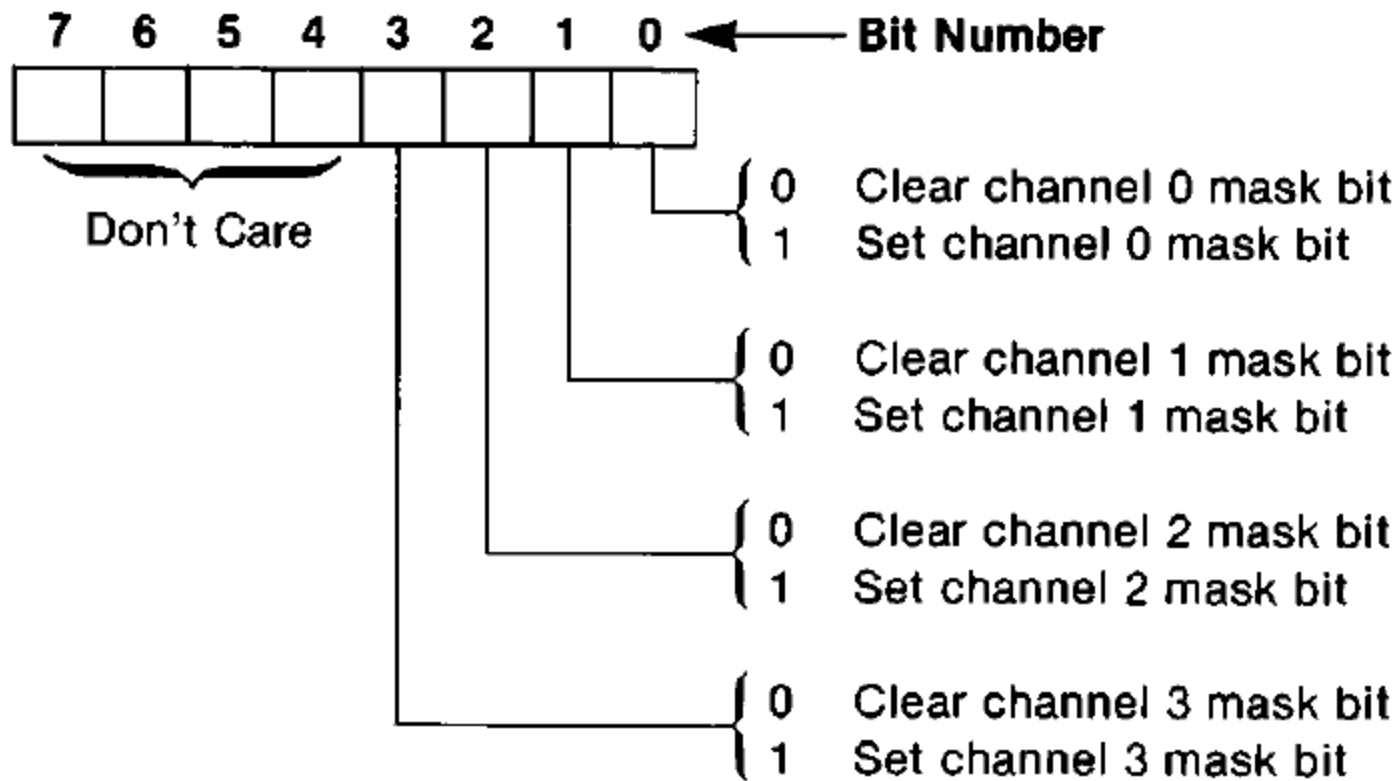 7 6 5 4 3 2 1 0 Bit Number
Don't Care
0 Clear channel 0 mask bit
1 Set channel 0 mask bit
0 Clear channel 1 mask bit
1 Set channel 1 mask bit
0 Clear channel 2 mask bit
1 Set channel 2 mask bit
0 Clear channel 3 mask bit
1 Set channel 3 mask bit